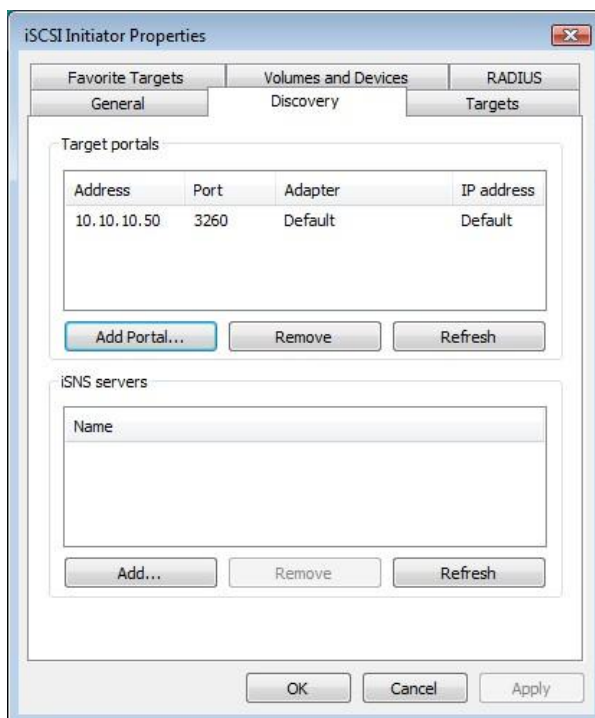 iSCSI Initiator Properties
Favorite Targets Volumes and Devices RADIUS
General Discovery Targets
Target portals
Address Port Adapter IP address
10.10.10.50 3260 Default Default
Add Portal... Remove Refresh
iSNS servers
Name
Add... Remove Refresh
OK Cancel Apply